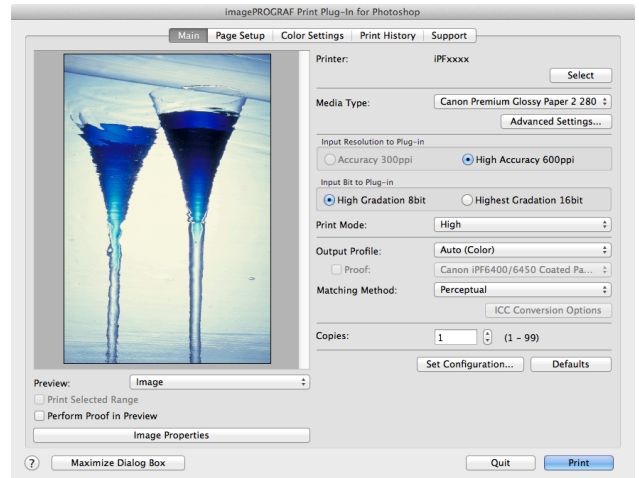 imagePROGRAF Print Plug-In for Photoshop
Main Page Setup Color Settings Print History Support
Printer: iPFxxxx
Select
Media Type: Canon Premium Glossy Paper 2 280
Advanced Settings...
Input Resolution to Plug-in
Accuracy 300ppi High Accuracy 600ppi
Input Bit to Plug-in
High Gradation 8bit Highest Gradation 16bit
Print Mode: High
Output Profile: Auto (Color)
Proof: Canon iPF6400/6450 Coated Pa...
Matching Method: Perceptual
ICC Conversion Options
Copies: 1 (1 – 99)
Set Configuration... Defaults
Preview: Image
Print Selected Range
Perform Proof in Preview
Image Properties
? Maximize Dialog Box Quit Print